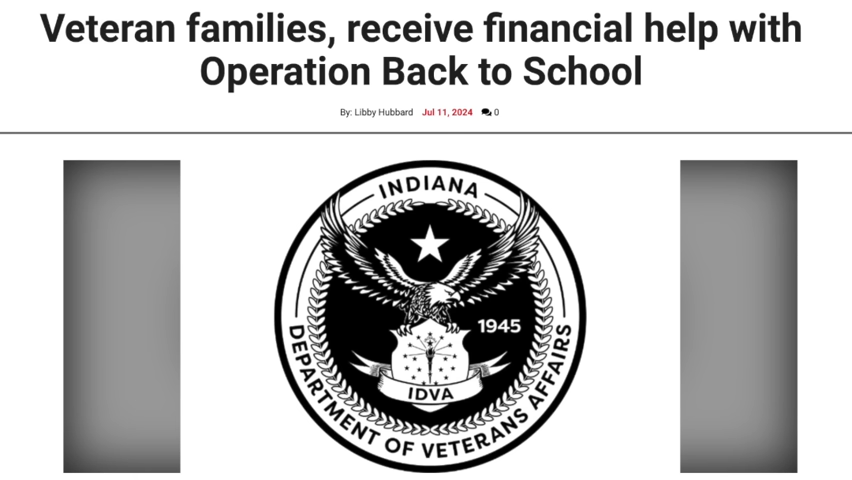 Veteran families, receive financial help with
Operation Back to School
By: Libby Hubbard Jul 11, 2024 0
INDIANA
1945
IDVA
DEPARTMENT OF VETERANS AFFAIRS